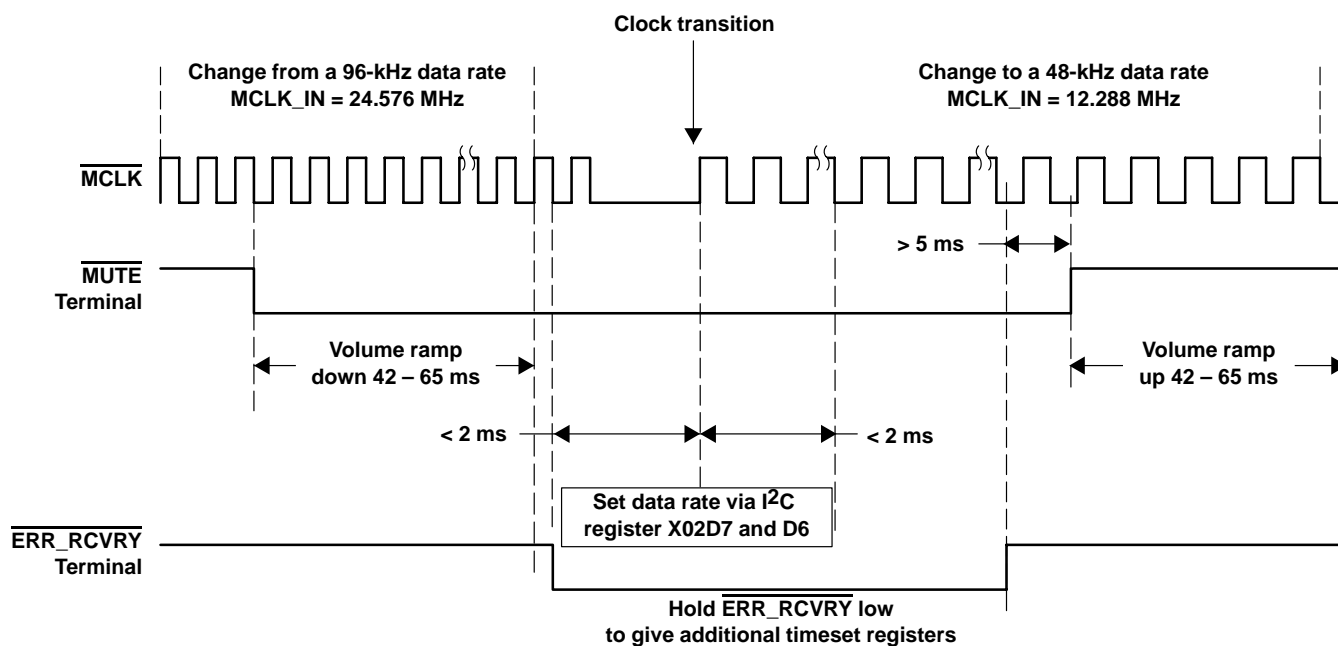 Clock transition
Change from a 96-kHz data rate
MCLK_IN = 24.576 MHz
Change to a 48-kHz data rate
MCLK_IN = 12.288 MHz
MCLK
> 5 ms
MUTE
Terminal
Volume ramp
down 42 – 65 ms
Volume ramp
up 42 – 65 ms
< 2 ms
< 2 ms
Set data rate via I2C
register X02D7 and D6
ERR_RCVRY
Terminal
Hold ERR_RCVRY low
to give additional timeset registers